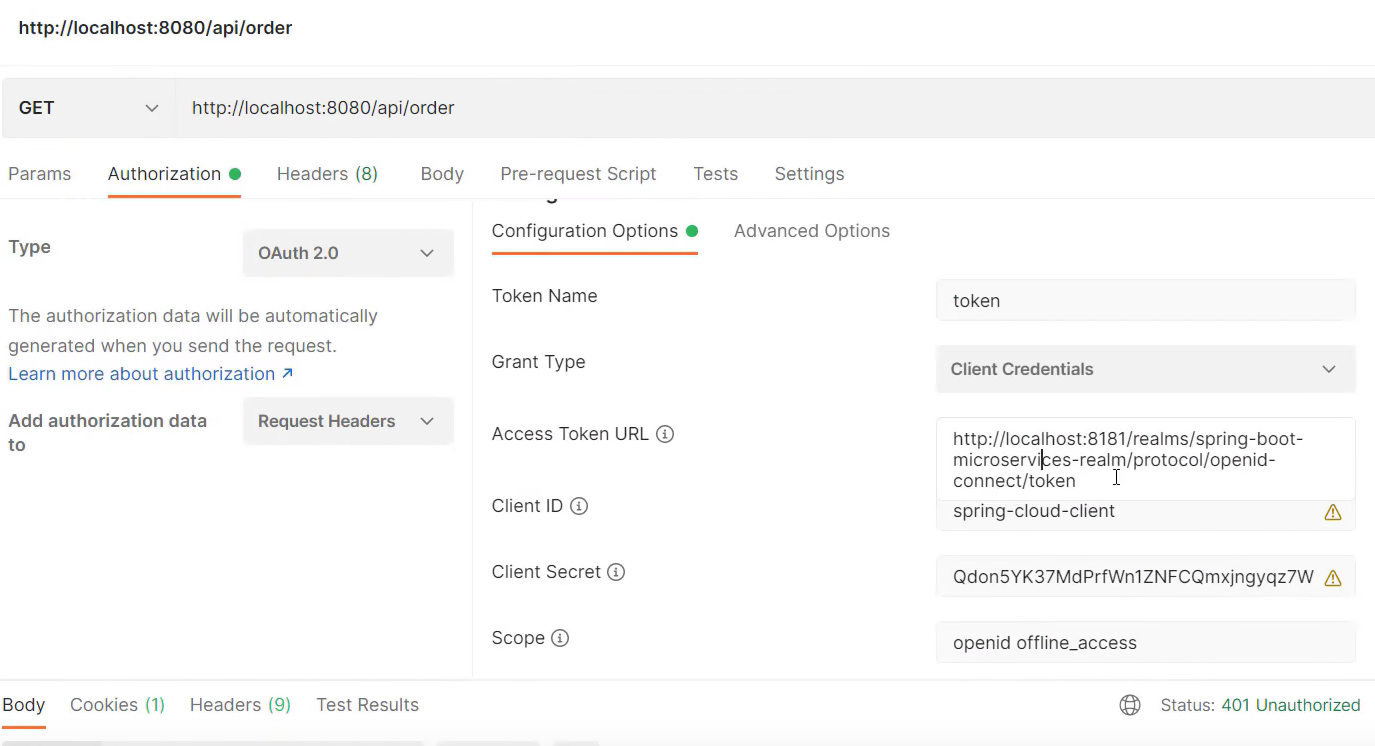 http://localhost:8080/api/order
GET
http://localhost:8080/api/order
Params
Authorization
Headers (8)
Body
Pre-request Script
Tests
Settings
Configuration Options
Advanced Options
Type
OAuth 2.0
The authorization data will be automatically
generated when you send the request.
Learn more about authorization ↗
Add authorization data
to
Request Headers
Token Name
token
Grant Type
Client Credentials
Access Token URL
http://localhost:8181/realms/spring-boot-
microservices-realm/protocol/openid-
connect/token
Client ID
spring-cloud-client
Client Secret
Qdon5YK37MdPrfWn1ZNFCQmxjngyqz7W
Scope
openid offline_access
Body
Cookies (1)
Headers (9)
Test Results
Status: 401 Unauthorized